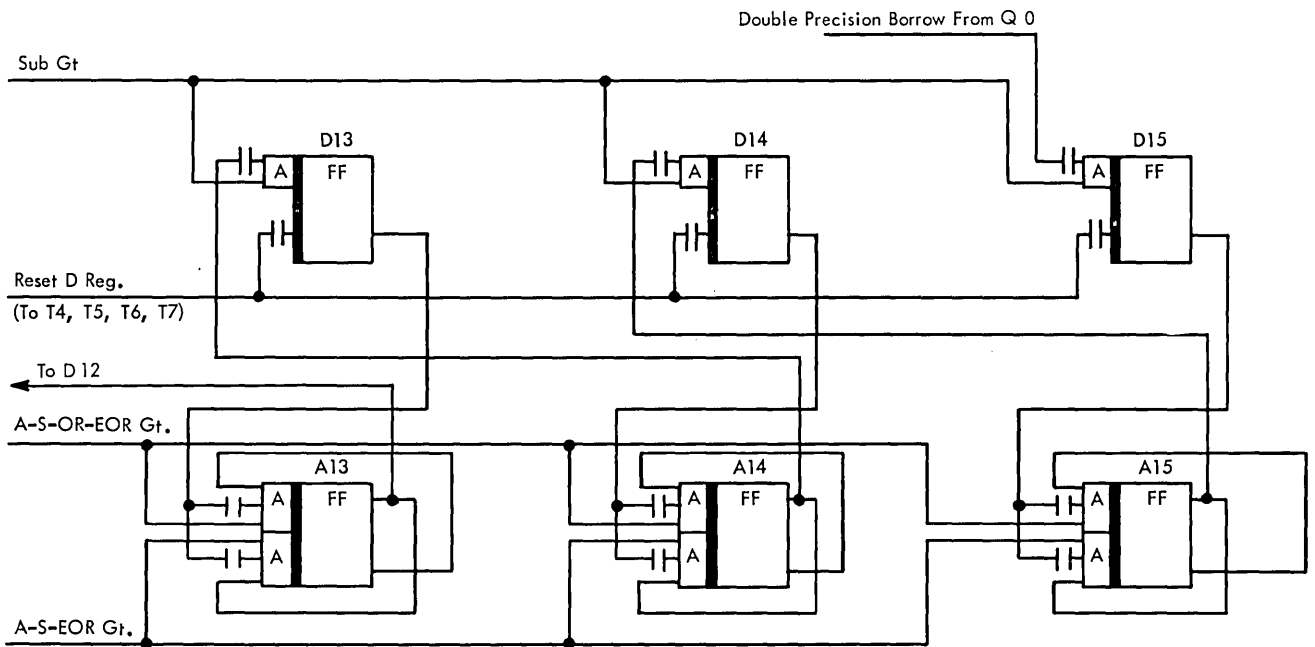 Double Precision Borrow From Q 0
Sub Gt
D13
D14
D15
A FF
A FF
A FF
Reset D Reg.
(To T4, T5, T6, T7)
To D 12
A-S-OR-EOR Gt.
A13
A14
A15
A FF
A FF
A FF
A
A
A
A-S-EOR Gt.